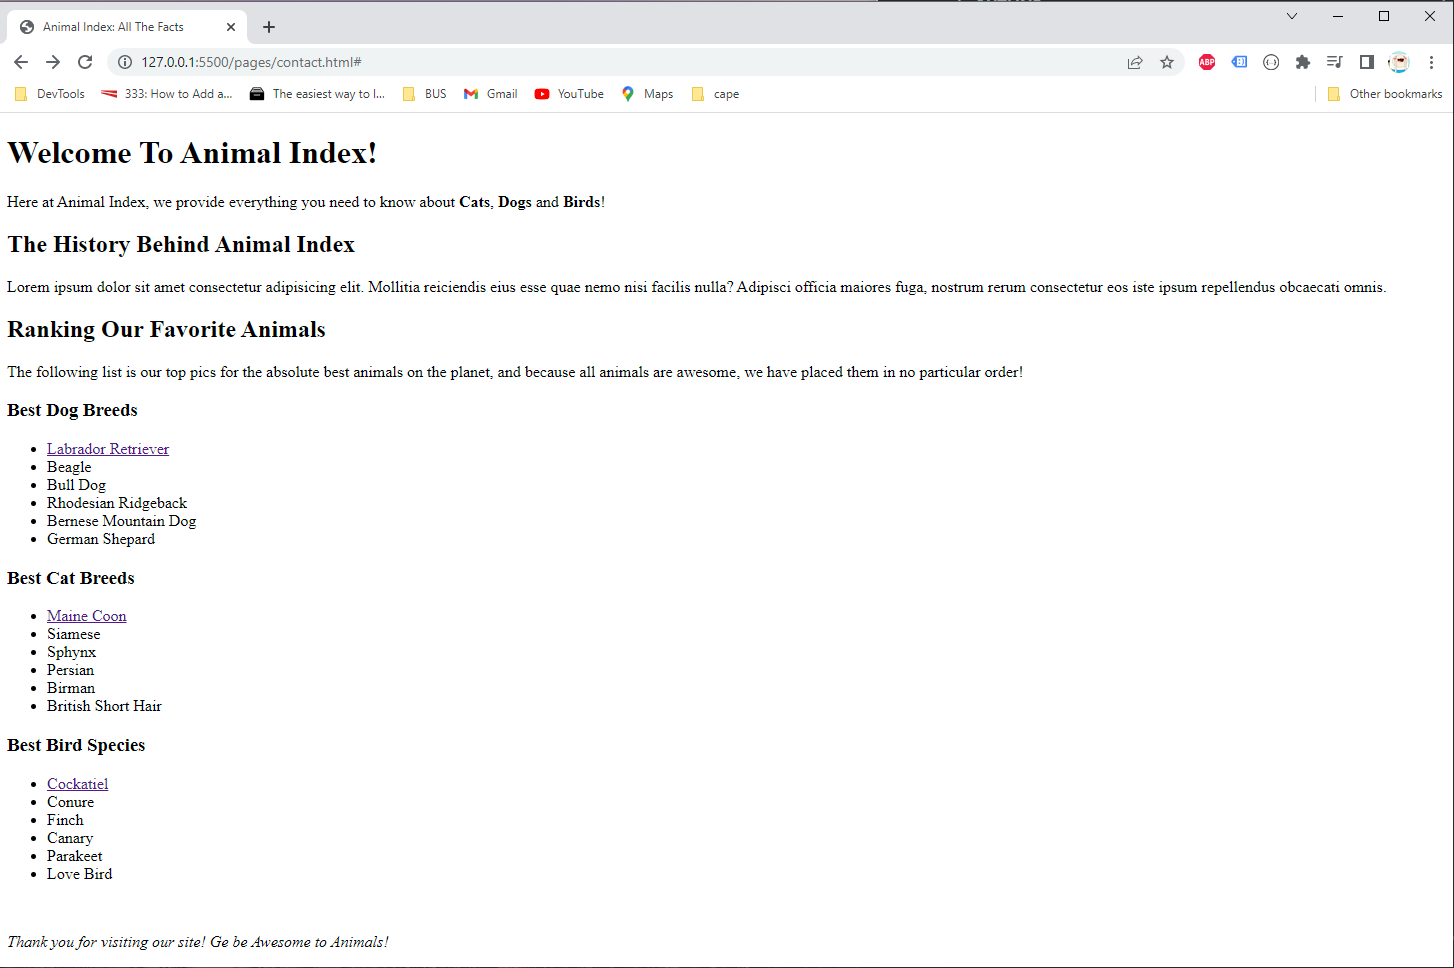 Animal Index: All The Facts
127.0.0.1:5500/pages/contact.html#
ABP
DevTools 333: How to Add a... The easiest way to l... BUS Gmail YouTube Maps cape Other bookmarks
Welcome To Animal Index!
Here at Animal Index, we provide everything you need to know about Cats, Dogs and Birds!
The History Behind Animal Index
Lorem ipsum dolor sit amet consectetur adipisicing elit. Mollitia reiciendis eius esse quae nemo nisi facilis nulla? Adipisci officia maiores fuga, nostrum rerum consectetur eos iste ipsum repellendus obcaecati omnis.
Ranking Our Favorite Animals
The following list is our top pics for the absolute best animals on the planet, and because all animals are awesome, we have placed them in no particular order!
Best Dog Breeds
Labrador Retriever
Beagle
Bull Dog
Rhodesian Ridgeback
Bernese Mountain Dog
German Shepard
Best Cat Breeds
Maine Coon
Siamese
Sphynx
Persian
Birman
British Short Hair
Best Bird Species
Cockatiel
Conure
Finch
Canary
Parakeet
Love Bird
Thank you for visiting our site! Ge be Awesome to Animals!